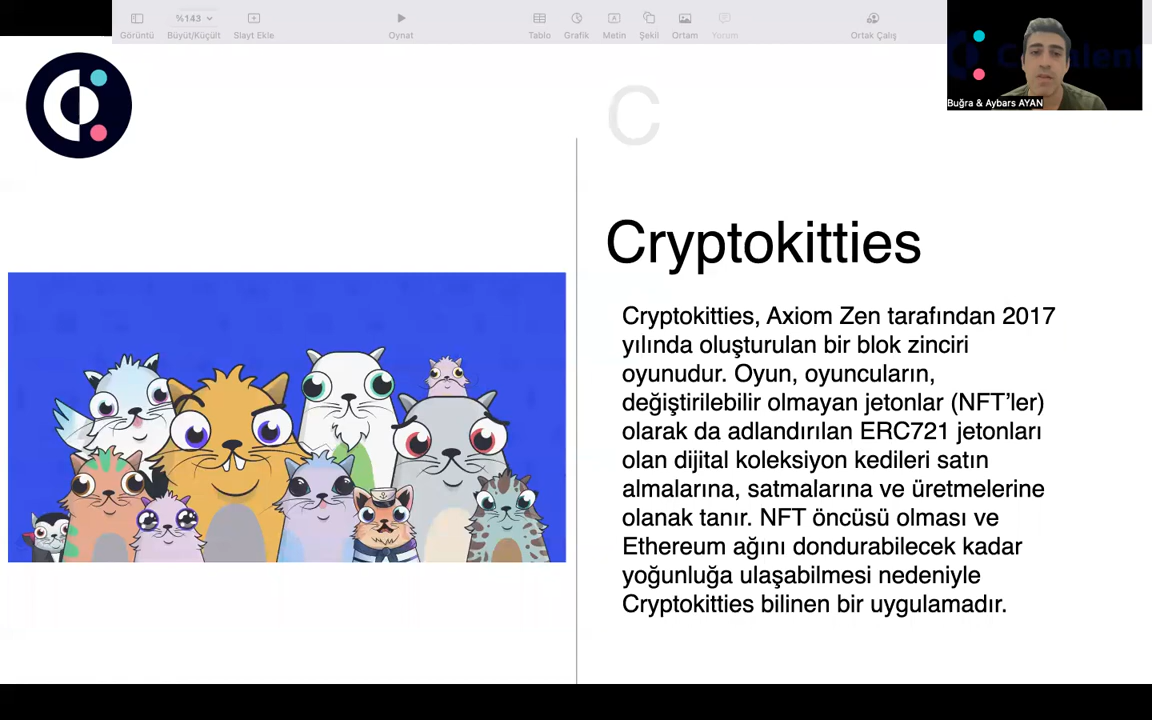 %143
Görüntü
Büyüt/Küçült
Slayt Ekle
Oynat
Tablo
Grafik
Metin
Şekil
Ortam
Yorum
Ortak Çalış
Buğra & Aybars AYAN
C
Cryptokitties
Cryptokitties, Axiom Zen tarafından 2017
yılında oluşturulan bir blok zinciri
oyunudur. Oyun, oyuncuların,
değiştirilebilir olmayan jetonlar (NFT’ler)
olarak da adlandırılan ERC721 jetonları
olan dijital koleksiyon kedileri satın
almalarına, satmalarına ve üretmelerine
olanak tanır. NFT öncüsü olması ve
Ethereum ağını dondurabilecek kadar
yoğunluğa ulaşabilmesi nedeniyle
Cryptokitties bilinen bir uygulamadır.